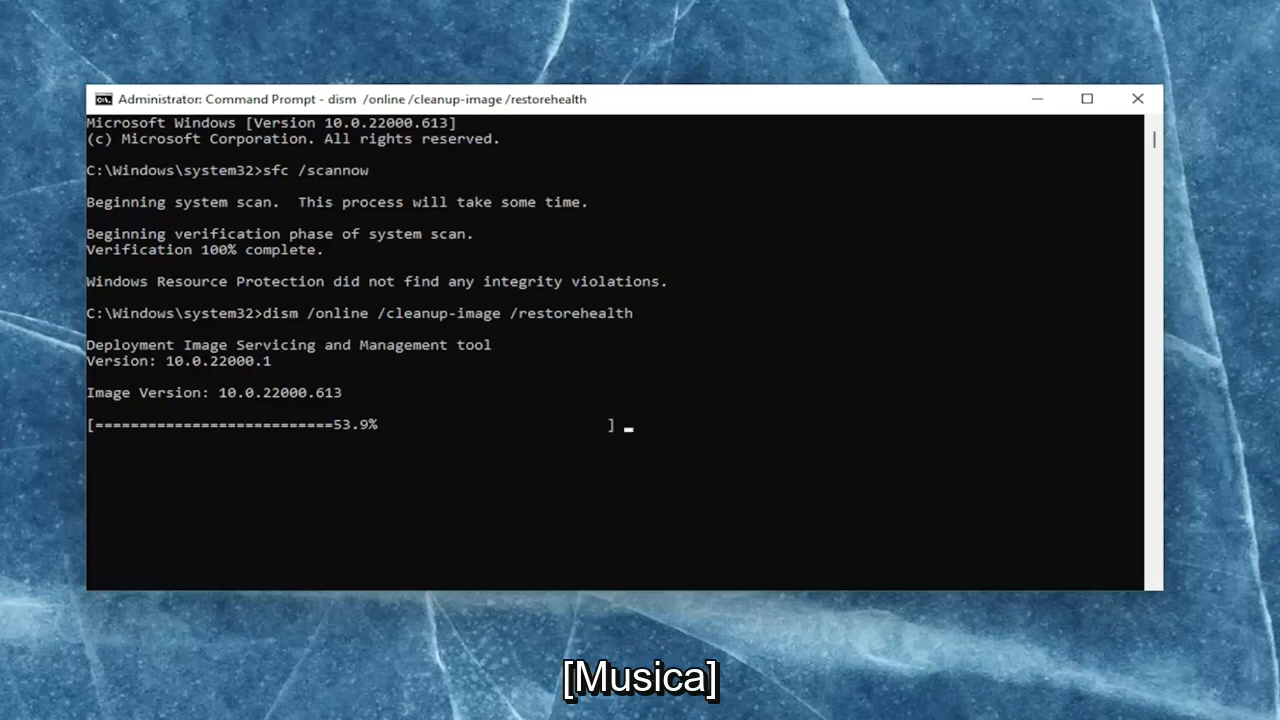 Administrator: Command Prompt - dism /online /cleanup-image /restorehealth
Microsoft Windows [Version 10.0.22000.613]
(c) Microsoft Corporation. All rights reserved.
C:\Windows\system32>sfc /scannow
Beginning system scan.  This process will take some time.
Beginning verification phase of system scan.
Verification 100% complete.
Windows Resource Protection did not find any integrity violations.
C:\Windows\system32>dism /online /cleanup-image /restorehealth
Deployment Image Servicing and Management tool
Version: 10.0.22000.1
Image Version: 10.0.22000.613
[===========================53.9%                          ]
[Musica]